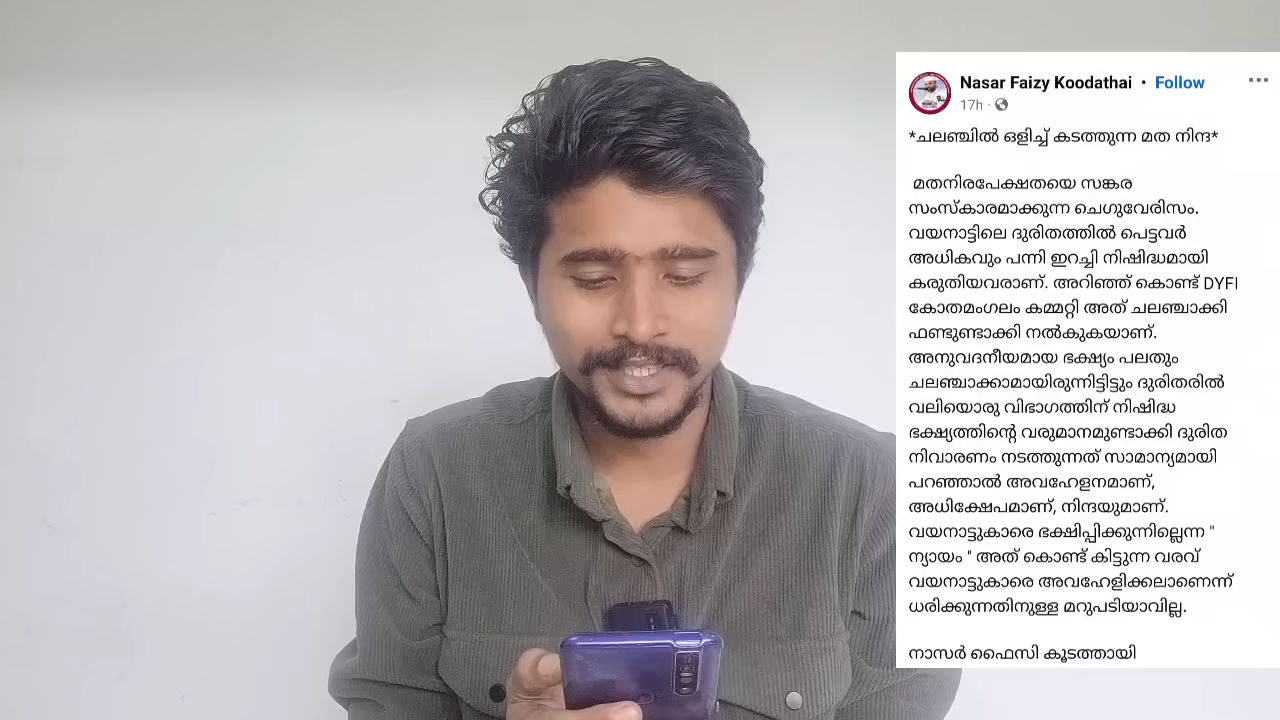 Nasar Faizy Koodathai · Follow
17h ·
*ചലഞ്ചിൽ ഒളിച്ച് കടത്തുന്ന മത നിന്ദ*
മതനിരപേക്ഷതയെ സങ്കര
സംസ്കാരമാക്കുന്ന ചെഗുവേരിസം.
വയനാട്ടിലെ ദുരിതത്തിൽ പെട്ടവർ
അധികവും പന്നി ഇറച്ചി നിഷിദ്ധമായി
കരുതിയവരാണ്. അറിഞ്ഞ് കൊണ്ട് DYFI
കോതമംഗലം കമ്മറ്റി അത് ചലഞ്ചാക്കി
ഫണ്ടുണ്ടാക്കി നൽകുകയാണ്.
അനുവദനീയമായ ഭക്ഷ്യം പലതും
ചലഞ്ചാക്കാമായിരുന്നിട്ടിട്ടും ദുരിതരിൽ
വലിയൊരു വിഭാഗത്തിന് നിഷിദ്ധ
ഭക്ഷ്യത്തിന്റെ വരുമാനമുണ്ടാക്കി ദുരിത
നിവാരണം നടത്തുന്നത് സാമാന്യമായി
പറഞ്ഞാൽ അവഹേളനമാണ്,
അധിക്ഷേപമാണ്, നിന്ദയുമാണ്.
വയനാട്ടുകാരെ ഭക്ഷിപ്പിക്കുന്നില്ലെന്ന "
ന്യായം " അത് കൊണ്ട് കിട്ടുന്ന വരവ്
വയനാട്ടുകാരെ അവഹേളിക്കലാണെന്ന്
ധരിക്കുന്നതിനുള്ള മറുപടിയാവില്ല.
നാസർ ഫൈസി കൂടത്തായി